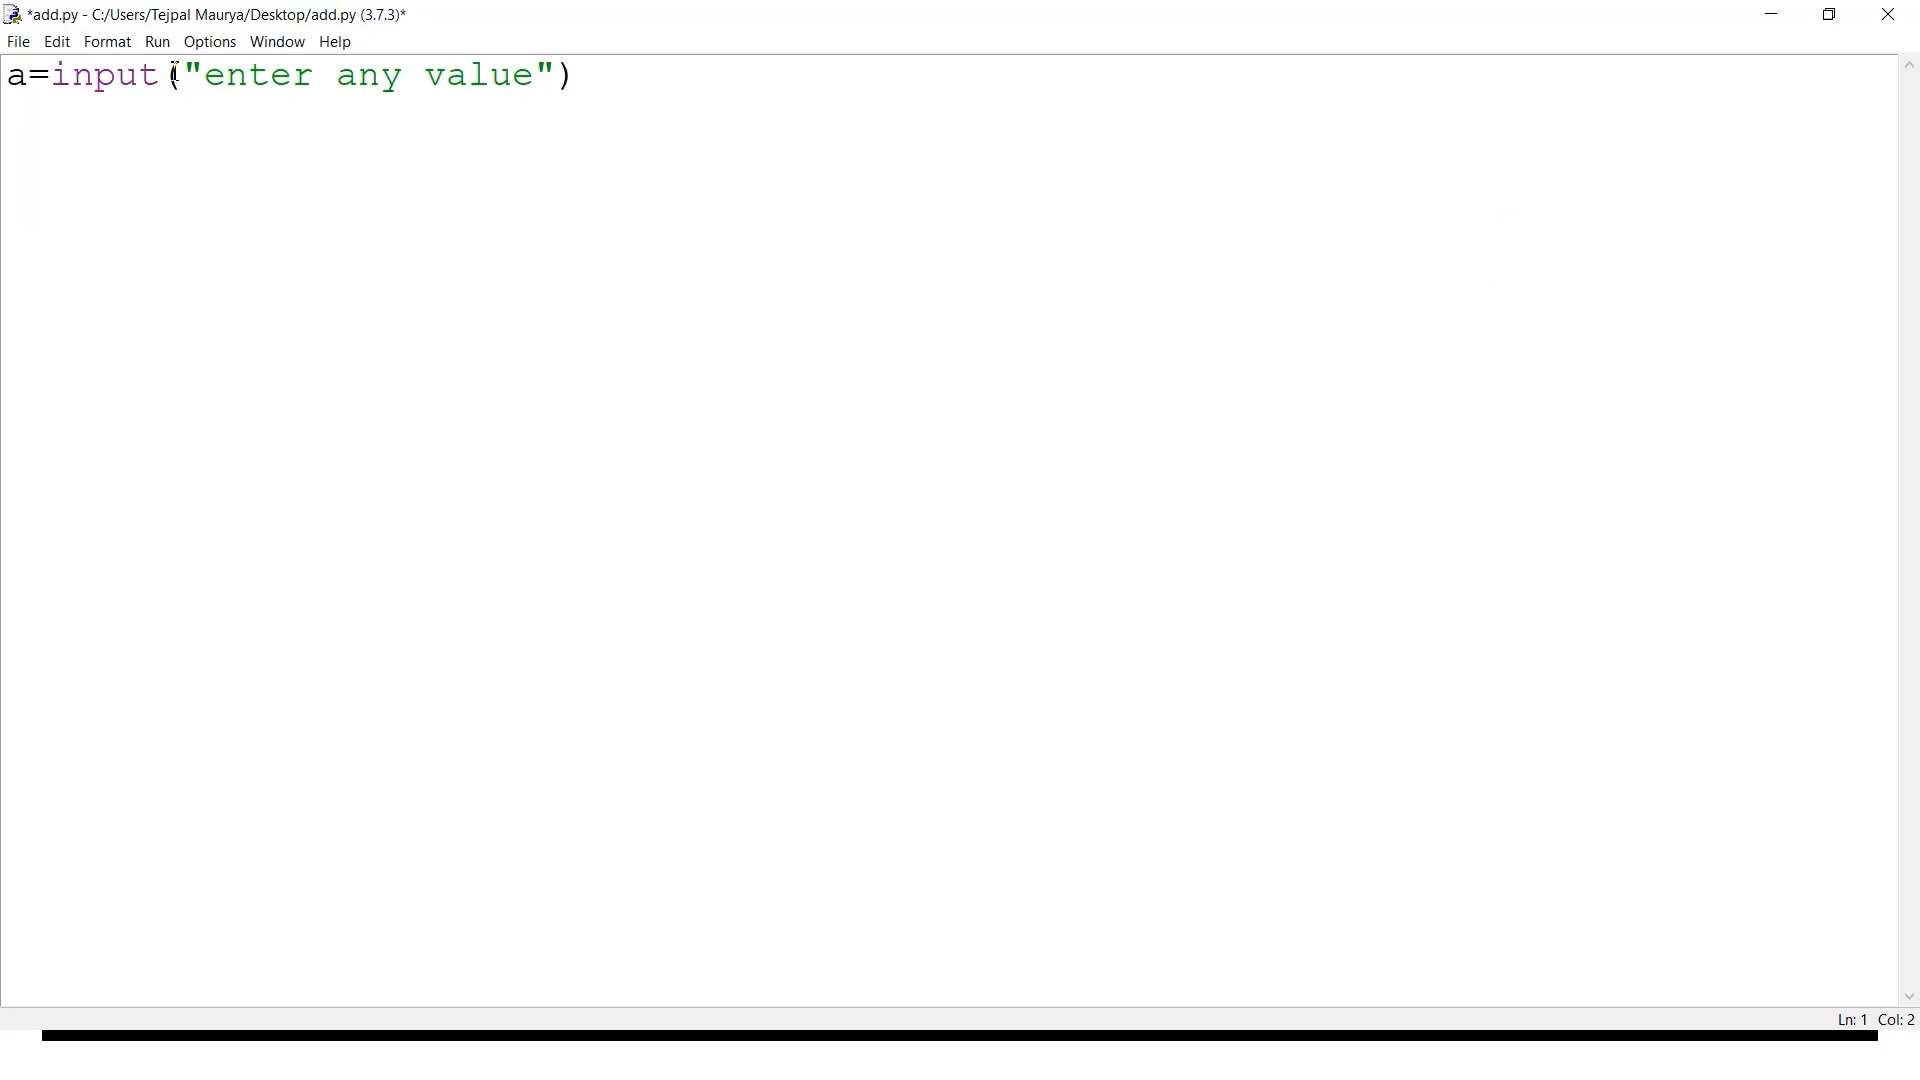 *add.py - C:/Users/Tejpal Maurya/Desktop/add.py (3.7.3)*
File Edit Format Run Options Window Help
a=input("enter any value")
Ln: 1 Col: 2